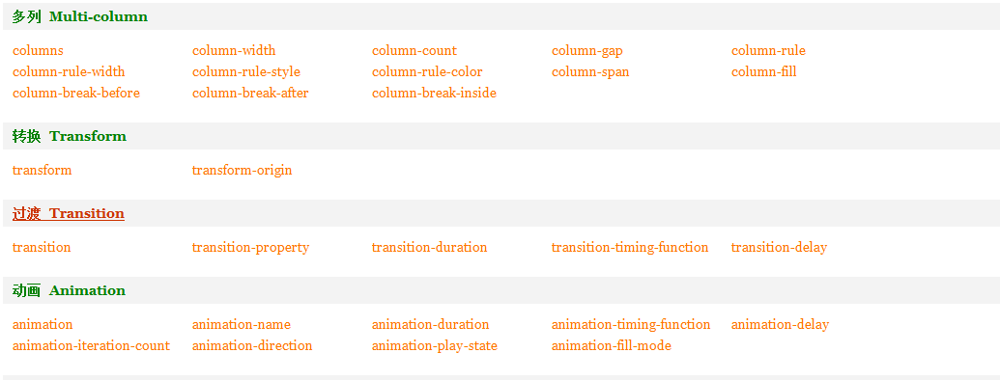 多列 Multi-column
columns column-width column-count column-gap column-rule
column-rule-width column-rule-style column-rule-color column-span column-fill
column-break-before column-break-after column-break-inside
转换 Transform
transform transform-origin
过渡 Transition
transition transition-property transition-duration transition-timing-function transition-delay
动画 Animation
animation animation-name animation-duration animation-timing-function animation-delay
animation-iteration-count animation-direction animation-play-state animation-fill-mode